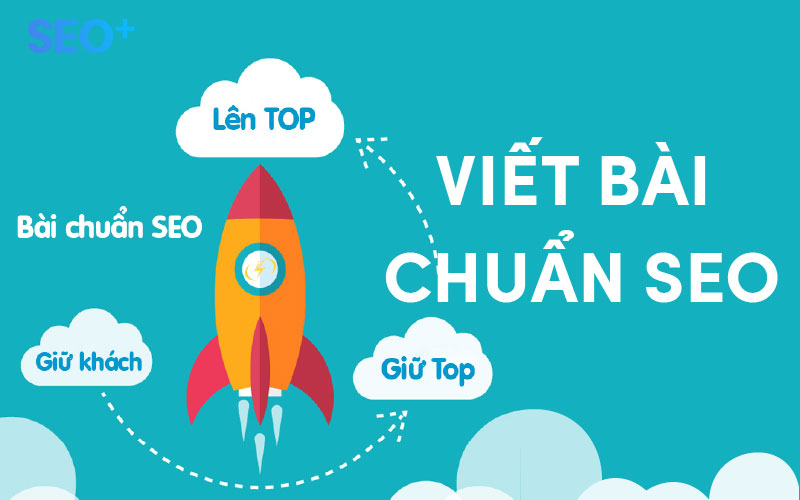 SEO+
Lên TOP
VIẾT BÀI
CHUẨN SEO
Bài chuẩn SEO
Giữ khách
Giữ Top